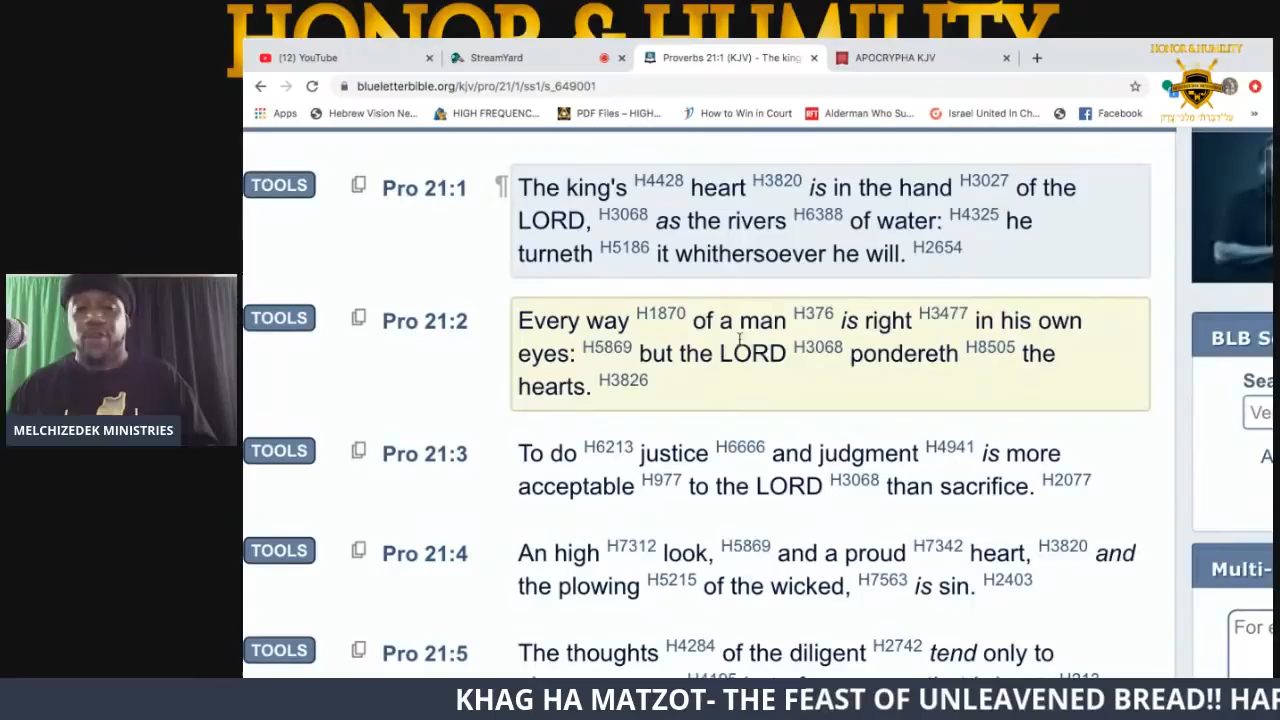 HONOR & HUMILITY
(12) YouTube
StreamYard
Proverbs 21:1 (KJV) - The king
APOCRYPHA KJV
HONOR & HUMILITY
blueletterbible.org/kjv/pro/21/1/ss1/s_649001
Apps
Hebrew Vision Ne...
HIGH FREQUENC...
PDF Files – HIGH...
How to Win in Court
RFT Alderman Who Su...
Israel United In Ch...
Facebook
»
TOOLS Pro 21:1 ¶ The king's H4428 heart H3820 is in the hand H3027 of the
LORD, H3068 as the rivers H6388 of water: H4325 he
turneth H5186 it whithersoever he will. H2654
TOOLS Pro 21:2 Every way H1870 of a man H376 is right H3477 in his own
eyes: H5869 but the LORD H3068 pondereth H8505 the
hearts. H3826
TOOLS Pro 21:3 To do H6213 justice H6666 and judgment H4941 is more
acceptable H977 to the LORD H3068 than sacrifice. H2077
TOOLS Pro 21:4 An high H7312 look, H5869 and a proud H7342 heart, H3820 and
the plowing H5215 of the wicked, H7563 is sin. H2403
TOOLS Pro 21:5 The thoughts H4284 of the diligent H2742 tend only to
BLB S
Sea
Ve
A
Multi-
For e
MELCHIZEDEK MINISTRIES
KHAG HA MATZOT- THE FEAST OF UNLEAVENED BREAD!! HAP